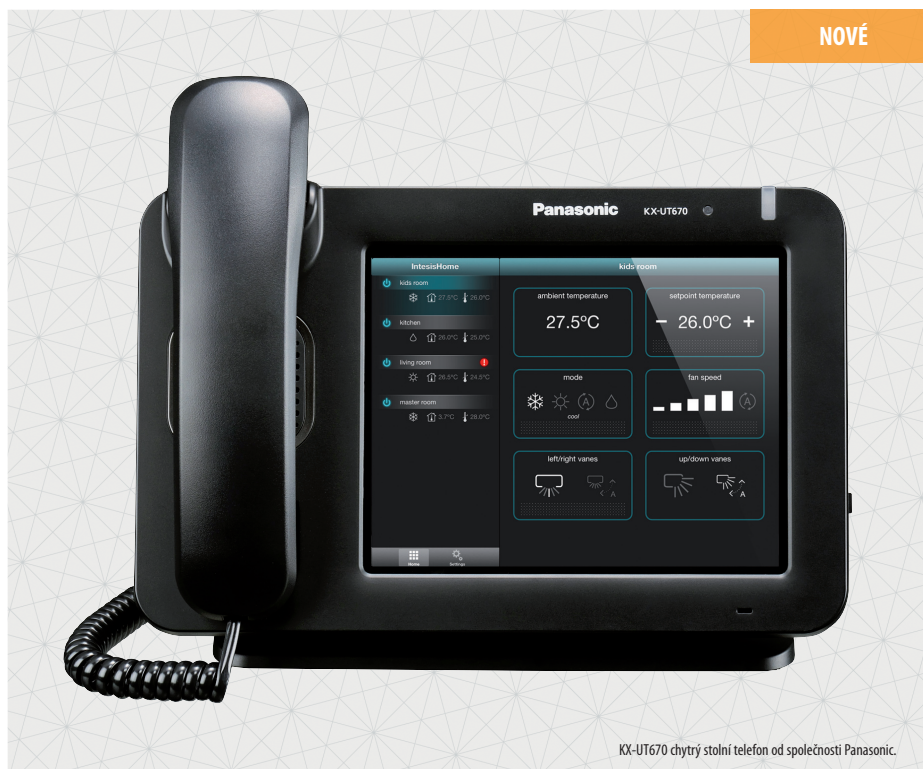 NOVÉ
Panasonic KX-UT670
IntesisHome
kids room
27.5°C 26.0°C
kitchen
26.0°C 25.0°C
living room
26.5°C 24.5°C
master room
3.7°C 28.0°C
Home Settings
kids room
ambient temperature
27.5°C
setpoint temperature
− 26.0°C +
mode
A
cool
fan speed
A
left/right vanes
A
up/down vanes
A
KX-UT670 chytrý stolní telefon od společnosti Panasonic.